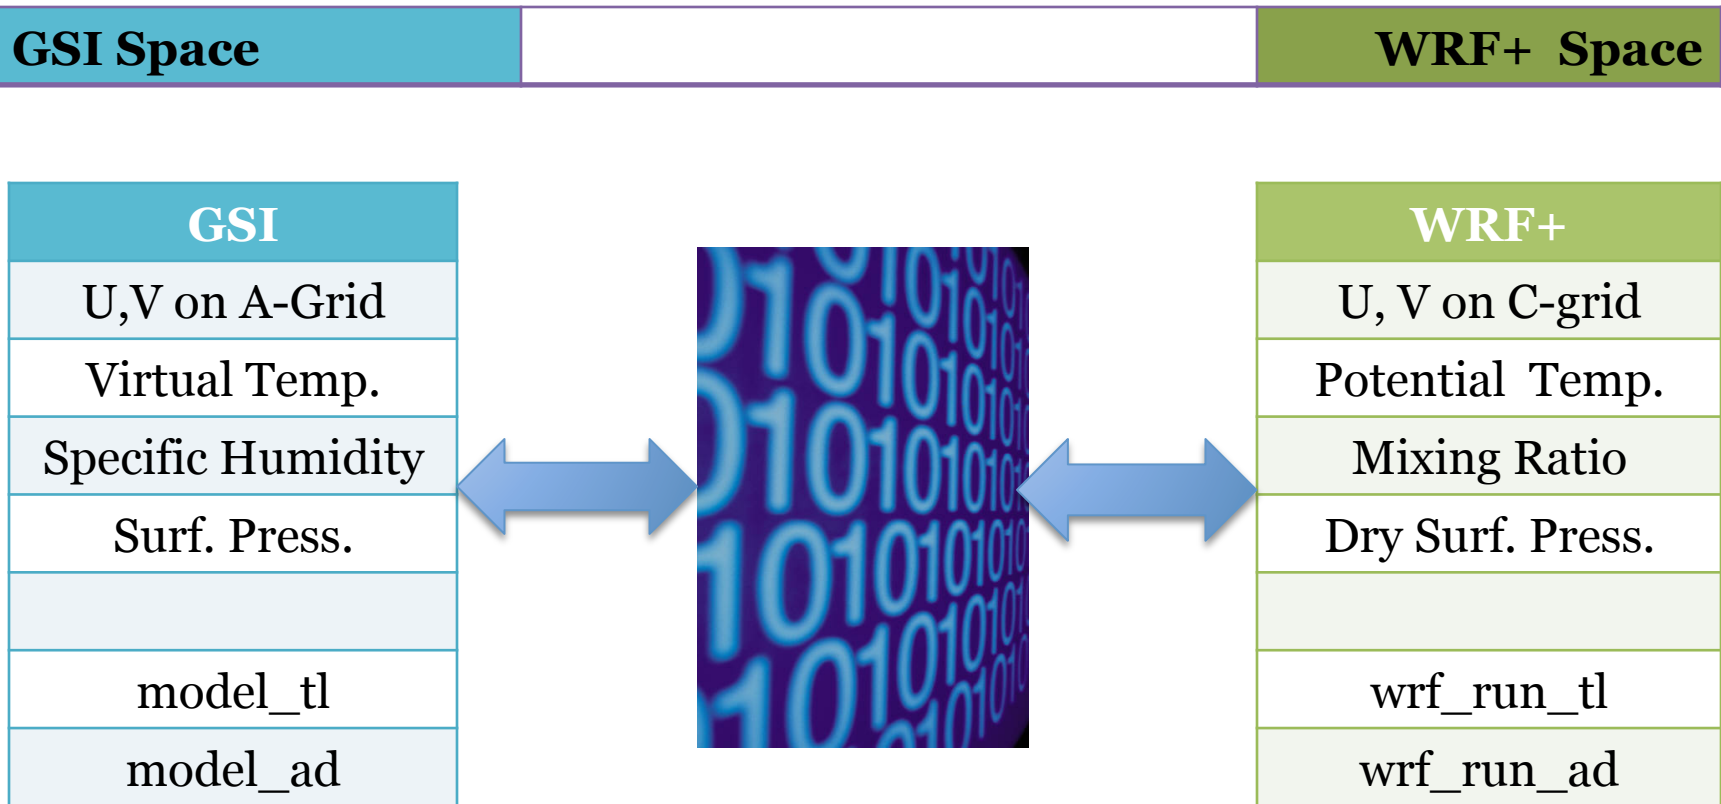 GSI Space
WRF+ Space
GSI
U,V on A-Grid
Virtual Temp.
Specific Humidity
Surf. Press.
model_tl
model_ad
WRF+
U, V on C-grid
Potential Temp.
Mixing Ratio
Dry Surf. Press.
wrf_run_tl
wrf_run_ad